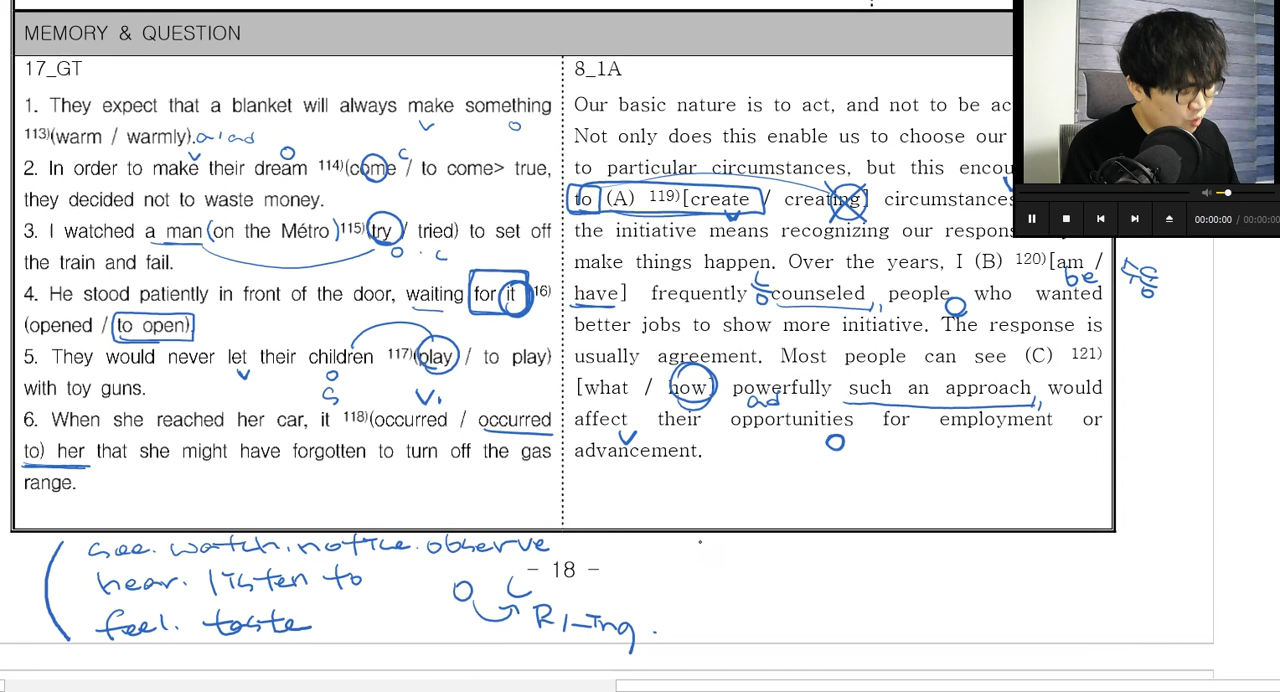 MEMORY & QUESTION
17_GT
1. They expect that a blanket will always make something
113)(warm / warmly). a / ad
v o
2. In order to make their dream 114)(come / to come> true,
v o c
they decided not to waste money.
3. I watched a man (on the Métro) 115)(try / tried) to set off
o . c
the train and fail.
4. He stood patiently in front of the door, waiting for it 116)
(opened / to open).
5. They would never let their children 117)(play / to play)
v o
with toy guns.
s v.
6. When she reached her car, it 118)(occurred / occurred
to) her that she might have forgotten to turn off the gas
range.
8_1A
Our basic nature is to act, and not to be ac
Not only does this enable us to choose our
to particular circumstances, but this encou
to (A) 119)[create / creating] circumstances
v
the initiative means recognizing our respons
make things happen. Over the years, I (B) 120)[am /
be
have] frequently counseled people who wanted
o
better jobs to show more initiative. The response is
usually agreement. Most people can see (C) 121)
[what / how] powerfully such an approach would
ad
affect their opportunities for employment or
v o
advancement.
see. watch. notice. observe
hear. listen to
feel. taste
o c
R / -ing.
- 18 -
00:00:00 / 00:00:0